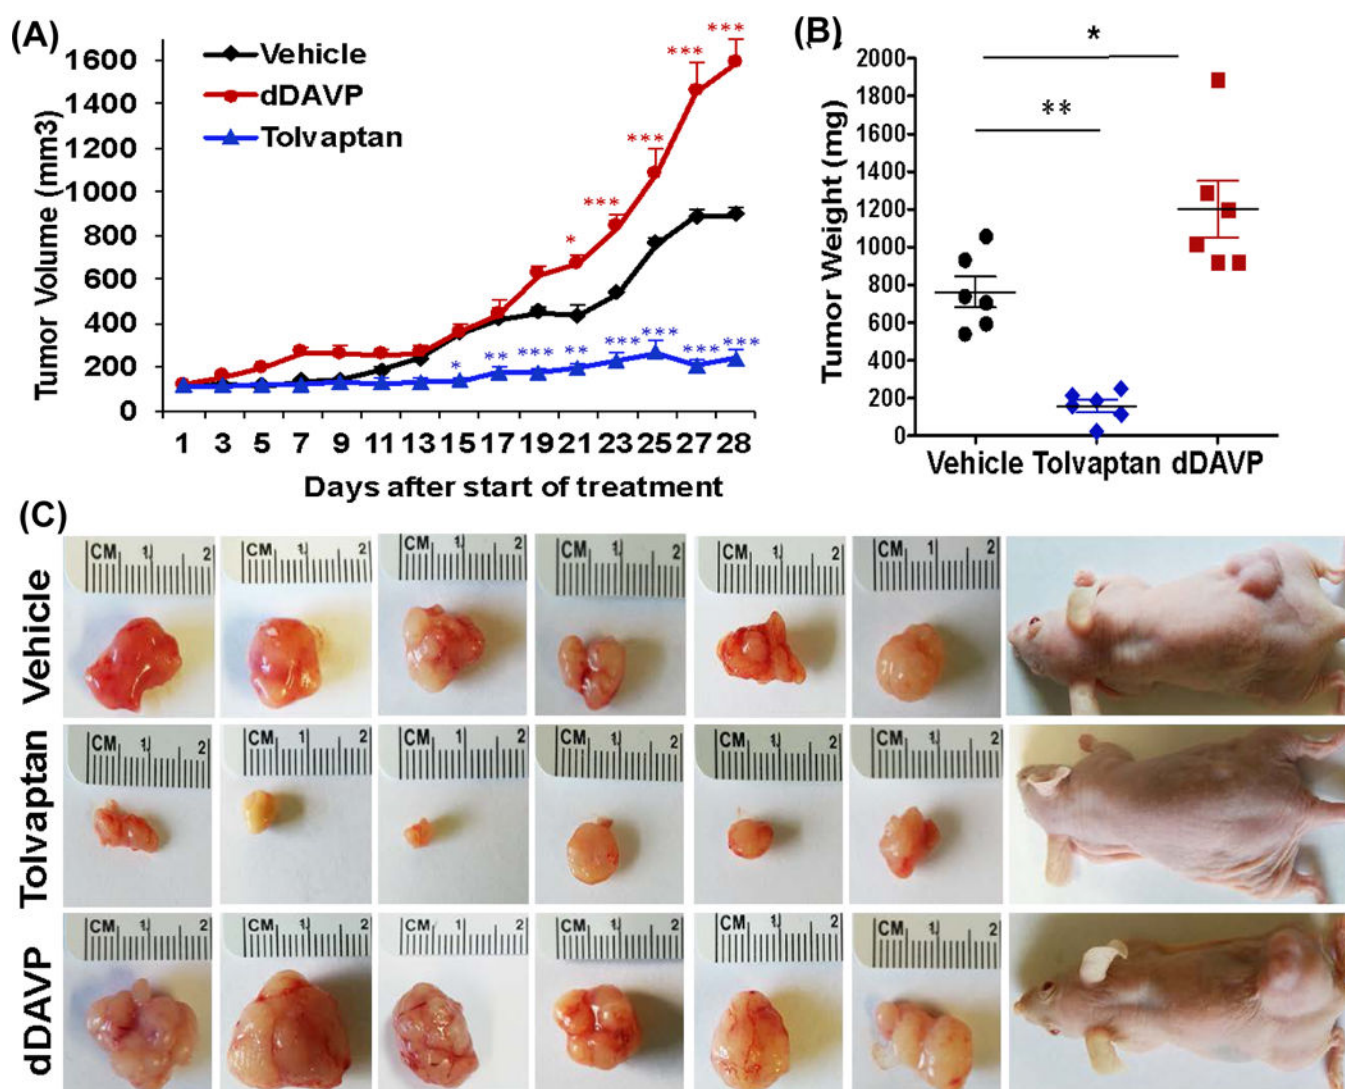 (A)
1600
1400
1200
1000
800
600
400
200
0
Tumor Volume (mm3)
Vehicle
dDAVP
Tolvaptan
*
***
***
***
***
*
**
***
**
***
***
***
***
1 3 5 7 9 11 13 15 17 19 21 23 25 27 28
Days after start of treatment
(B)
2000
1800
1600
1400
1200
1000
800
600
400
200
0
Tumor Weight (mg)
*
**
Vehicle Tolvaptan dDAVP
(C)
Vehicle
CM 1 2
CM 1 2
CM 1 2
CM 1 2
CM 1 2
CM 1 2
Tolvaptan
CM 1 2
CM 1 2
CM 1 2
CM 1 2
CM 1 2
CM 1 2
dDAVP
CM 1 2
CM 1 2
CM 1 2
CM 1 2
CM 1 2
CM 1 2